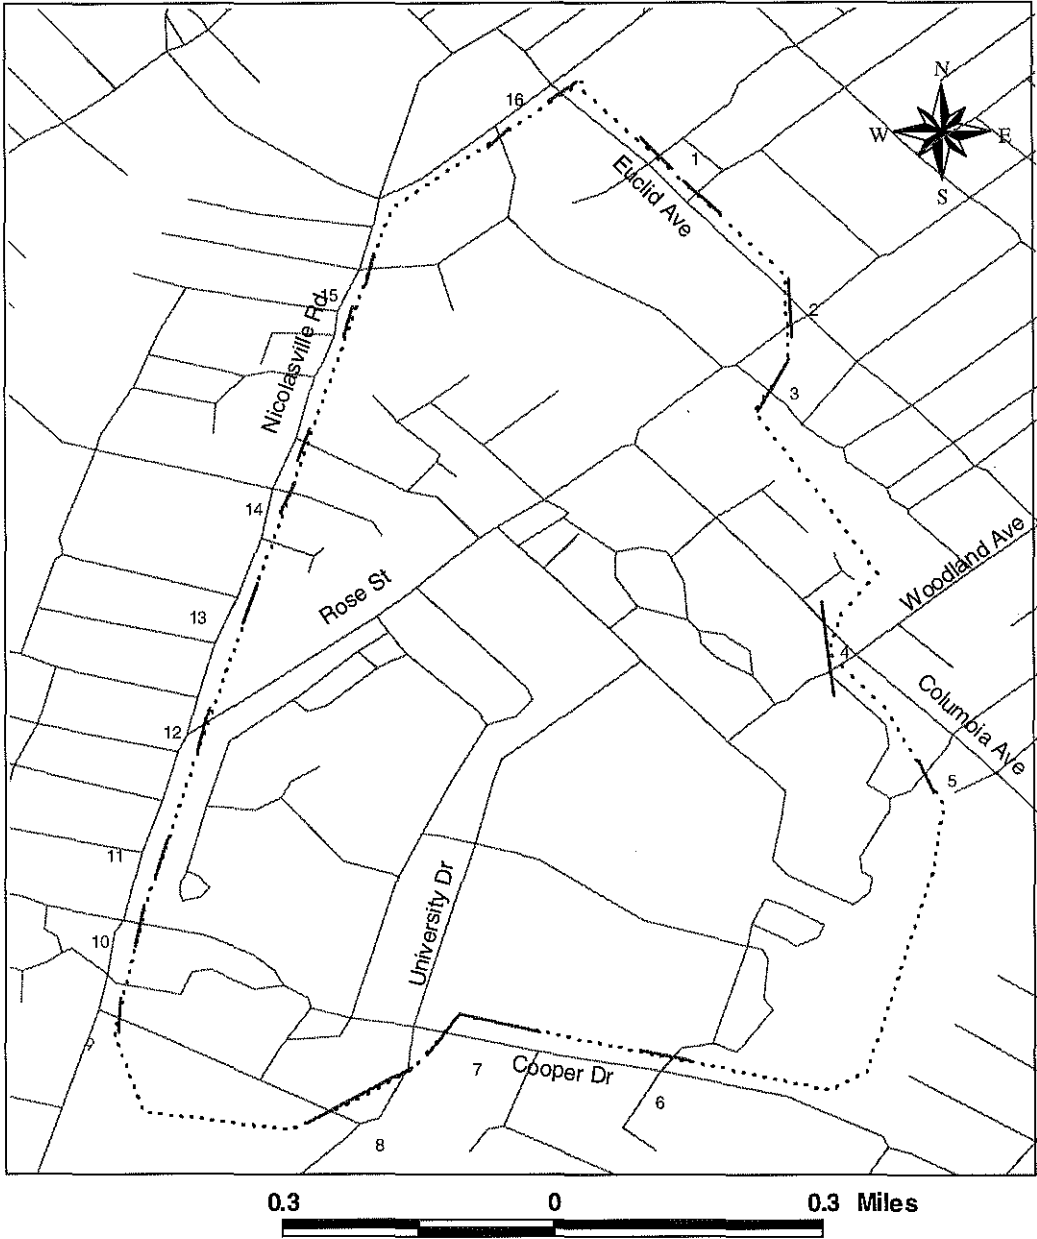 N
16
W
E
1
Euclid Ave
S
15
2
Nicolasville Rd
3
14
Woodland Ave
Rose St
13
4
Columbia Ave
12
5
11
University Dr
10
9
7
Cooper Dr
6
8
0.3 0 0.3 Miles